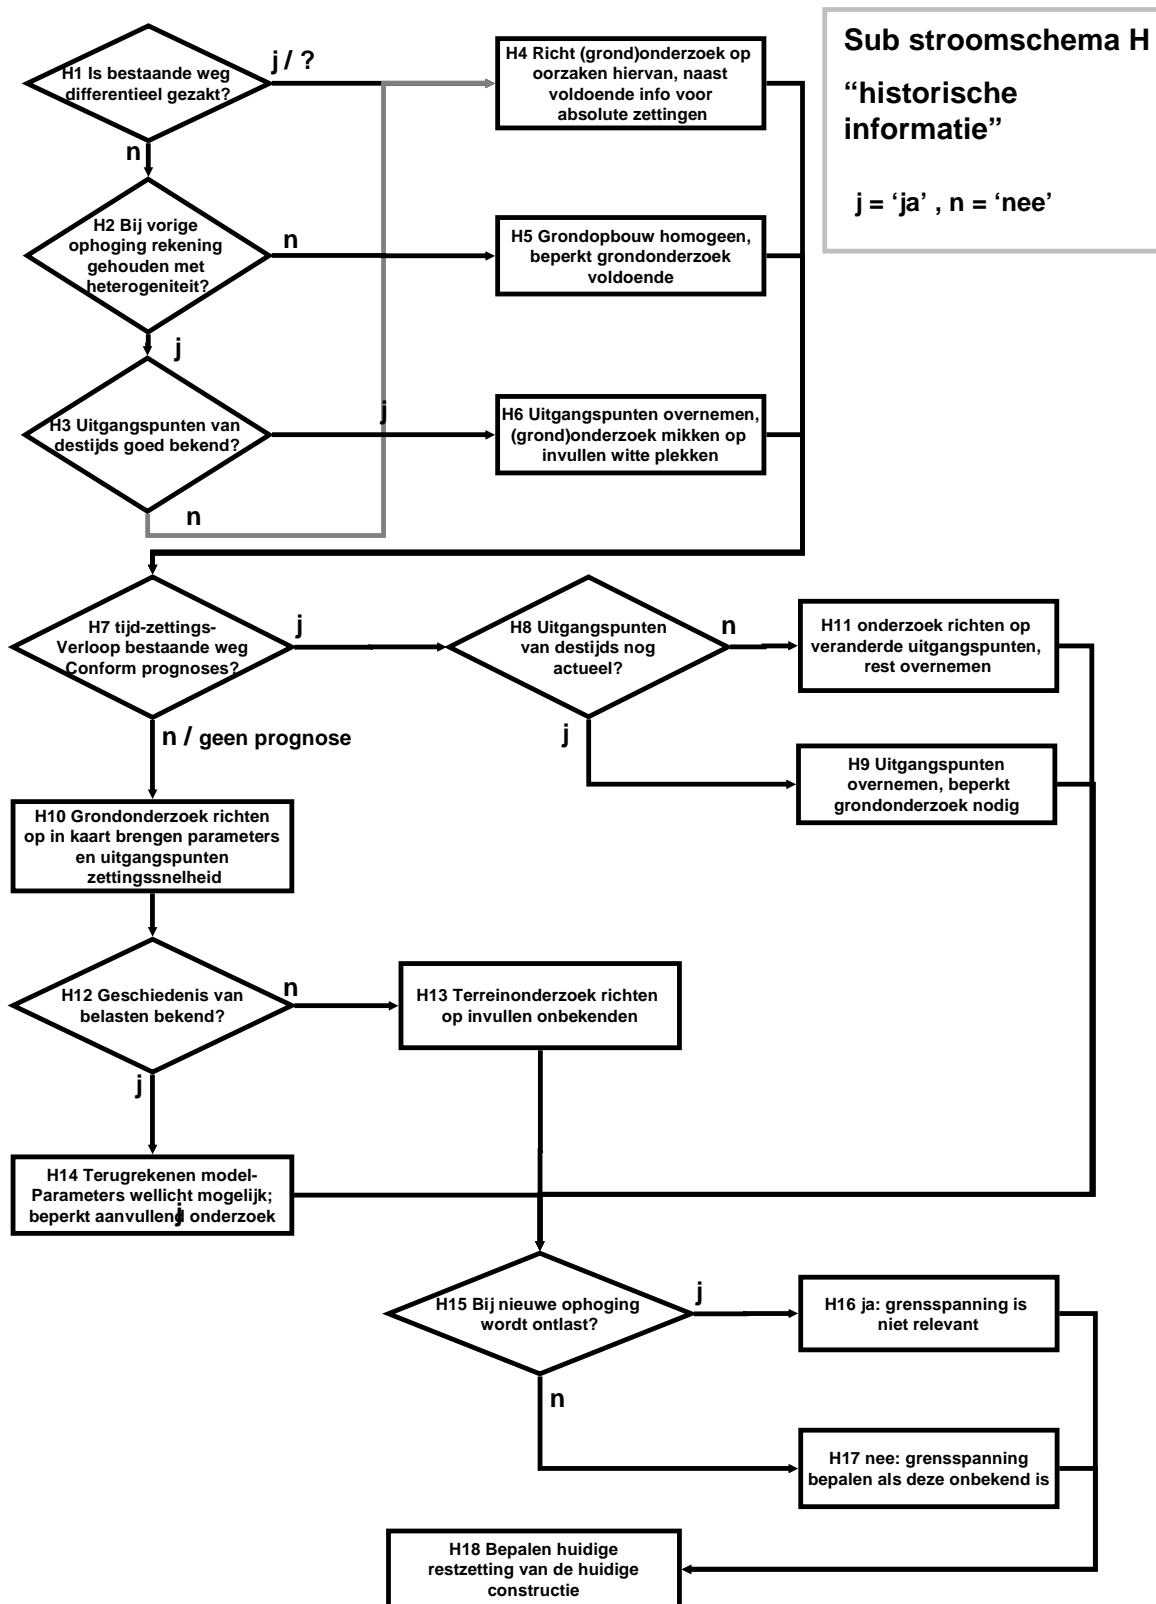 Sub stroomschema H
“historische
informatie”
j = ‘ja’ , n = ‘nee’
H1 Is bestaande weg
differentieel gezakt?
j / ?
n
H4 Richt (grond)onderzoek op
oorzaken hiervan, naast
voldoende info voor
absolute zettingen
H2 Bij vorige
ophoging rekening
gehouden met
heterogeniteit?
n
j
H5 Grondopbouw homogeen,
beperkt grondonderzoek
voldoende
H3 Uitgangspunten van
destijds goed bekend?
j
n
H6 Uitgangspunten overnemen,
(grond)onderzoek mikken op
invullen witte plekken
H7 tijd-zettings-
Verloop bestaande weg
Conform prognoses?
j
n / geen prognose
H8 Uitgangspunten
van destijds nog
actueel?
n
j
H11 onderzoek richten op
veranderde uitgangspunten,
rest overnemen
H9 Uitgangspunten
overnemen, beperkt
grondonderzoek nodig
H10 Grondonderzoek richten
op in kaart brengen parameters
en uitgangspunten
zettingssnelheid
H12 Geschiedenis van
belasten bekend?
n
j
H13 Terreinonderzoek richten
op invullen onbekenden
H14 Terugrekenen model-
Parameters wellicht mogelijk;
beperkt aanvullend onderzoek
j
H15 Bij nieuwe ophoging
wordt ontlast?
j
n
H16 ja: grensspanning is
niet relevant
H17 nee: grensspanning
bepalen als deze onbekend is
H18 Bepalen huidige
restzetting van de huidige
constructie